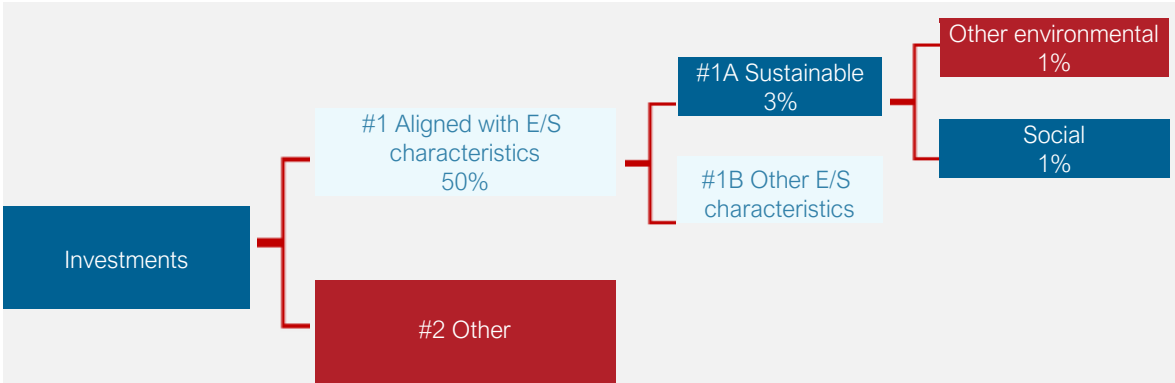 Investments
#1 Aligned with E/S
characteristics
50%
#2 Other
#1A Sustainable
3%
#1B Other E/S
characteristics
Other environmental
1%
Social
1%